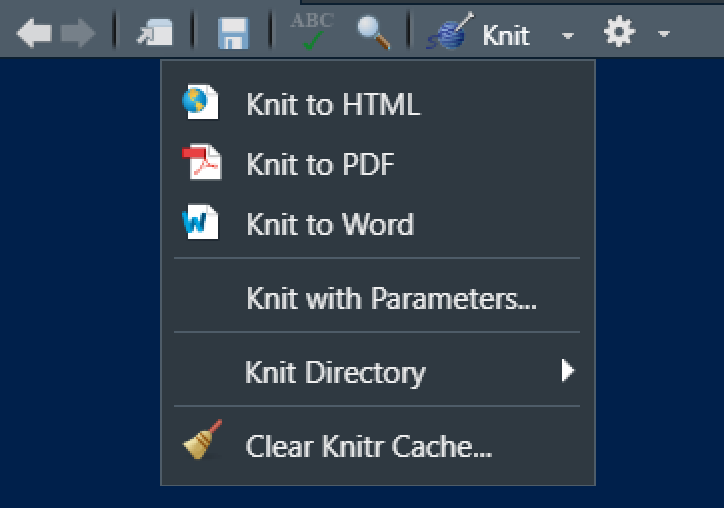 ABC
Knit
Knit to HTML
Knit to PDF
Knit to Word
Knit with Parameters...
Knit Directory
Clear Knitr Cache...